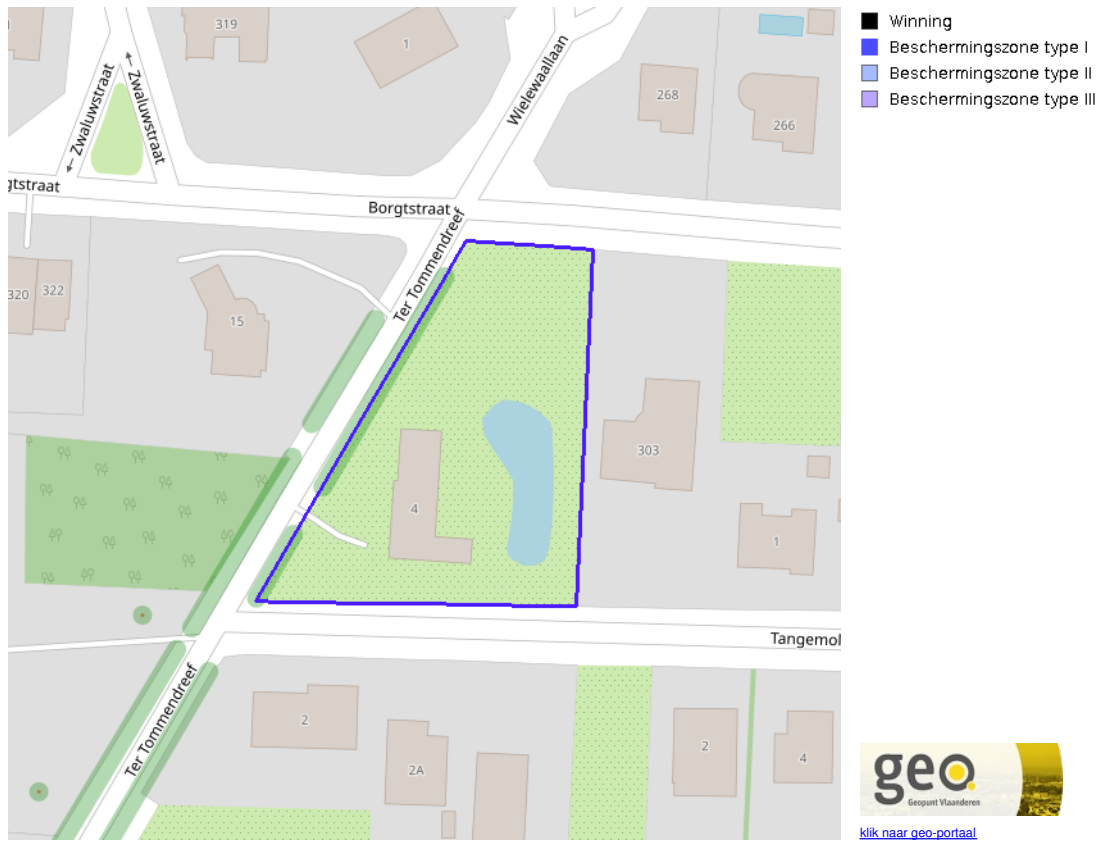 Winning
Beschermingszone type I
Beschermingszone type II
Beschermingszone type III
319
1
268
266
Wielewaallaan
← Zwaluwstraat
← Zwaluwstraat
gtstraat
Borgtstraat
Ter Tommendreef
320
322
15
303
4
1
Tangemol
Ter Tommendreef
2
2A
2
4
geo
Geopunt Vlaanderen
klik naar geo-portaal